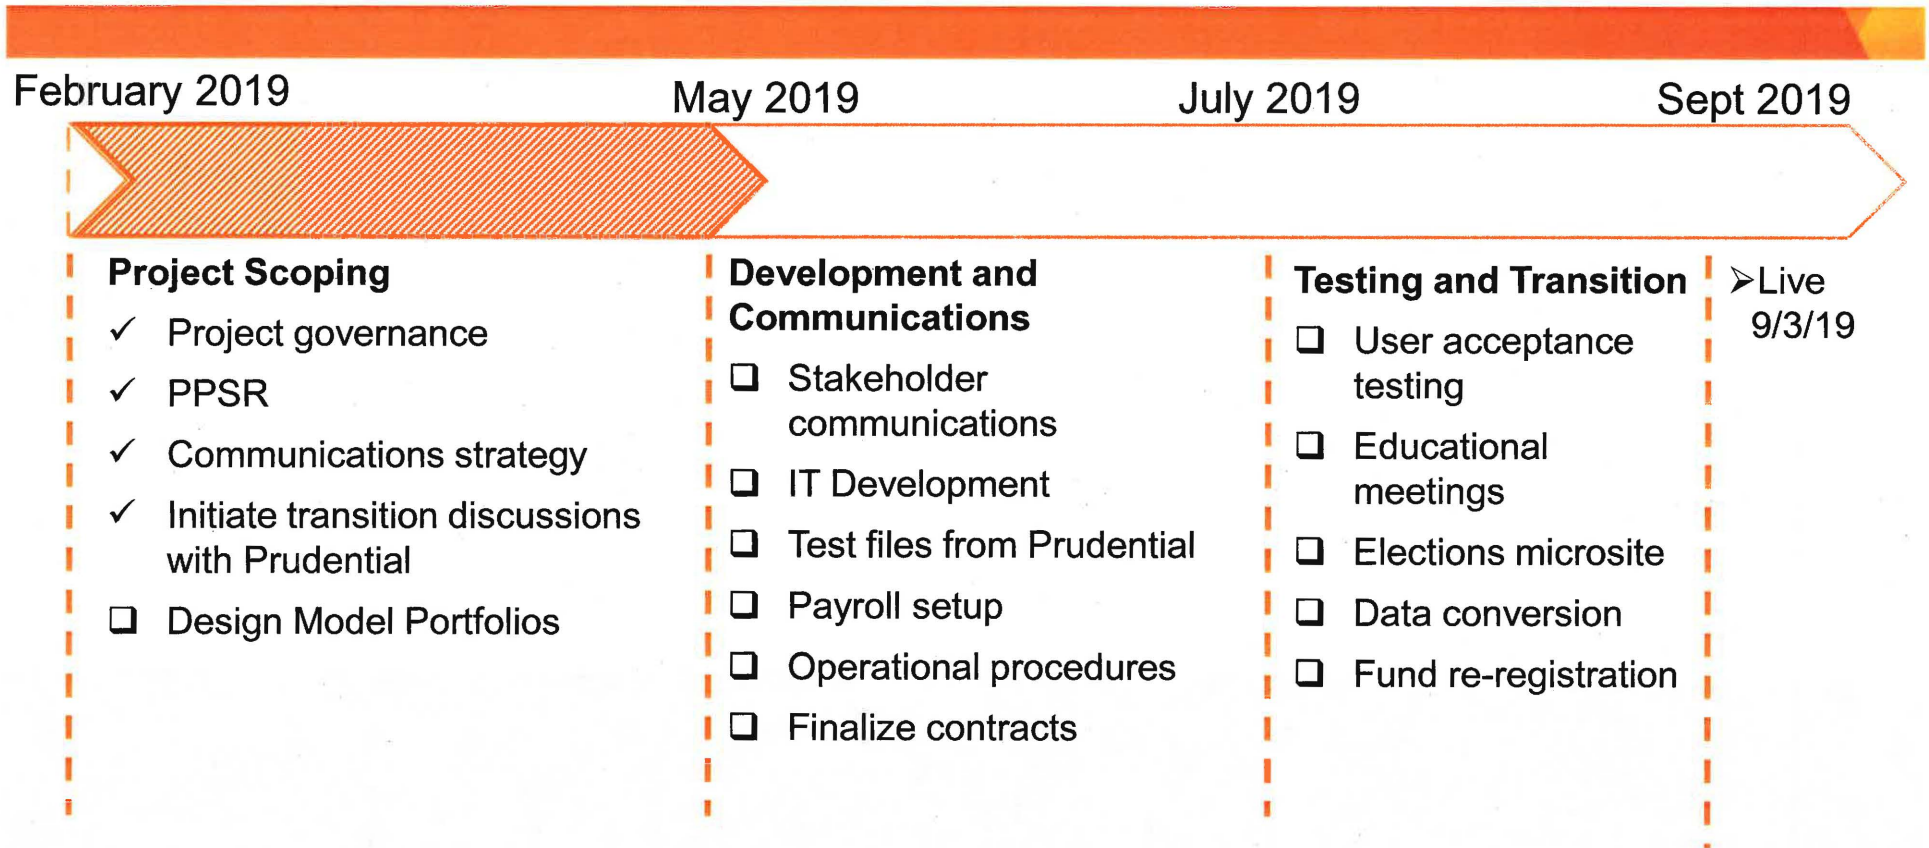 February 2019
May 2019
July 2019
Sept 2019
Project Scoping
✓ Project governance
✓ PPSR
✓ Communications strategy
✓ Initiate transition discussions
with Prudential
❑ Design Model Portfolios
Development and
Communications
❑ Stakeholder
communications
❑ IT Development
❑ Test files from Prudential
❑ Payroll setup
❑ Operational procedures
❑ Finalize contracts
Testing and Transition
❑ User acceptance
testing
❑ Educational
meetings
❑ Elections microsite
❑ Data conversion
❑ Fund re-registration
➢Live
9/3/19